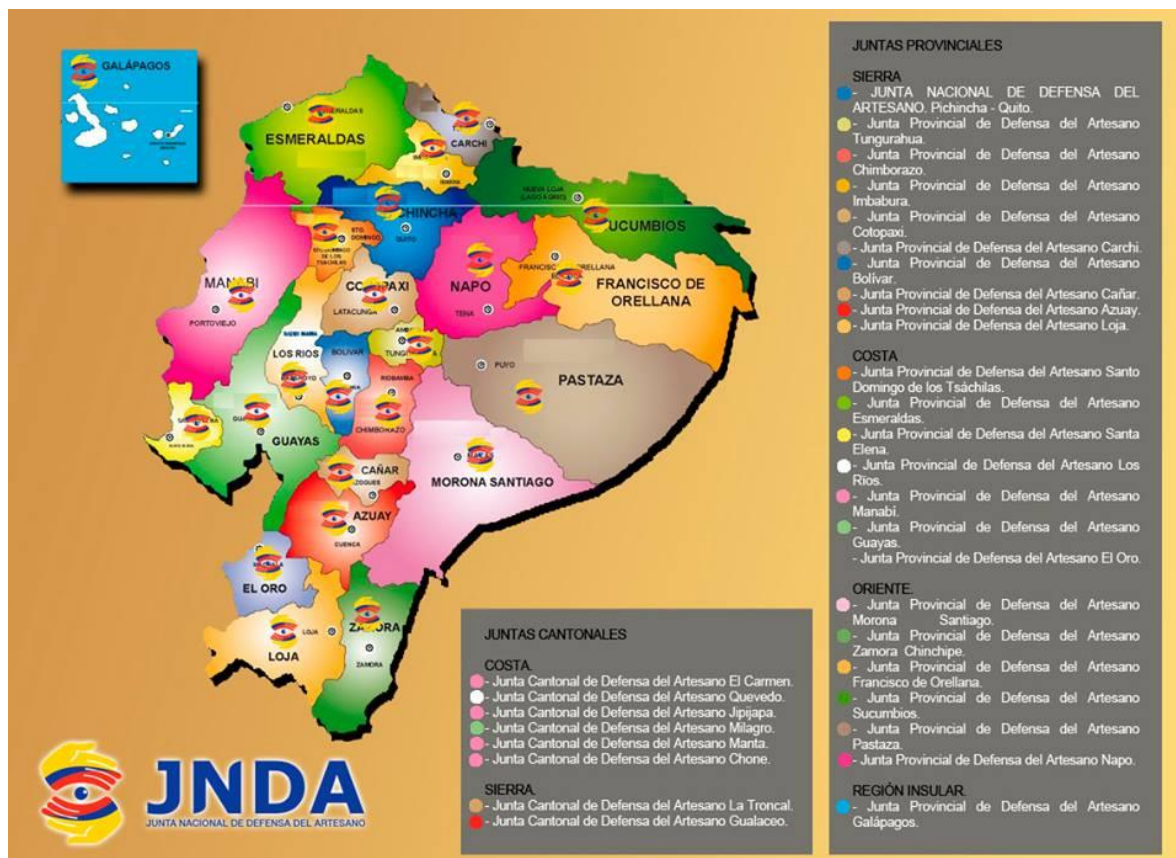 GALÁPAGOS
ESMERALDAS
CARCHI
NUEVA LOJA
(LAGO AGRIO)
UCUMBIOS
CHINCHA
QUITO
STO.
DOMINGO
DE LOS
TSÁCHILAS
MANABI
PORTOVIEJO
LATACUNGA
NAPO
TENA
FRANCISCO DE
ORELLANA
LOS RIOS
BOLIVAR
PUYO
PASTAZA
RIOBAMBA
CHIMBORAZO
GUAYAS
MORONA SANTIAGO
CAÑAR
AZUAY
CUENCA
EL ORO
LOJA
LOJA
ZAMORA
JUNTAS PROVINCIALES
SIERRA
- JUNTA NACIONAL DE DEFENSA DEL
ARTESANO. Pichincha - Quito.
- Junta Provincial de Defensa del Artesano
Tungurahua.
- Junta Provincial de Defensa del Artesano
Chimborazo.
- Junta Provincial de Defensa del Artesano
Imbabura.
- Junta Provincial de Defensa del Artesano
Cotopaxi.
- Junta Provincial de Defensa del Artesano Carchi.
- Junta Provincial de Defensa del Artesano
Bolívar.
- Junta Provincial de Defensa del Artesano Cañar.
- Junta Provincial de Defensa del Artesano Azuay.
- Junta Provincial de Defensa del Artesano Loja.
COSTA
- Junta Provincial de Defensa del Artesano Santo
Domingo de los Tsáchilas.
- Junta Provincial de Defensa del Artesano
Esmeraldas.
- Junta Provincial de Defensa del Artesano Santa
Elena.
- Junta Provincial de Defensa del Artesano Los
Ríos.
- Junta Provincial de Defensa del Artesano
Manabí.
- Junta Provincial de Defensa del Artesano
Guayas.
- Junta Provincial de Defensa del Artesano El Oro.
ORIENTE.
- Junta Provincial de Defensa del Artesano
Morona Santiago.
- Junta Provincial de Defensa del Artesano
Zamora Chinchipe.
- Junta Provincial de Defensa del Artesano
Francisco de Orellana.
- Junta Provincial de Defensa del Artesano
Sucumbios.
- Junta Provincial de Defensa del Artesano
Pastaza.
- Junta Provincial de Defensa del Artesano Napo.
REGIÓN INSULAR.
- Junta Provincial de Defensa del Artesano
Galápagos.
JUNTAS CANTONALES
COSTA.
- Junta Cantonal de Defensa del Artesano El Carmen.
- Junta Cantonal de Defensa del Artesano Quevedo.
- Junta Cantonal de Defensa del Artesano Jipijapa.
- Junta Cantonal de Defensa del Artesano Milagro.
- Junta Cantonal de Defensa del Artesano Manta.
- Junta Cantonal de Defensa del Artesano Chone.
SIERRA.
- Junta Cantonal de Defensa del Artesano La Troncal.
- Junta Cantonal de Defensa del Artesano Gualaceo.
JNDA
JUNTA NACIONAL DE DEFENSA DEL ARTESANO